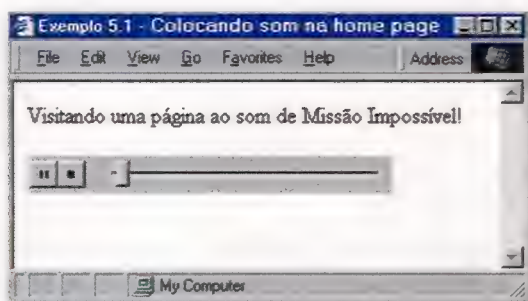 Exemplo 5.1 - Colocando som na home page
File Edit View Go Favorites Help Address
Visitando uma página ao som de Missão Impossível!
My Computer